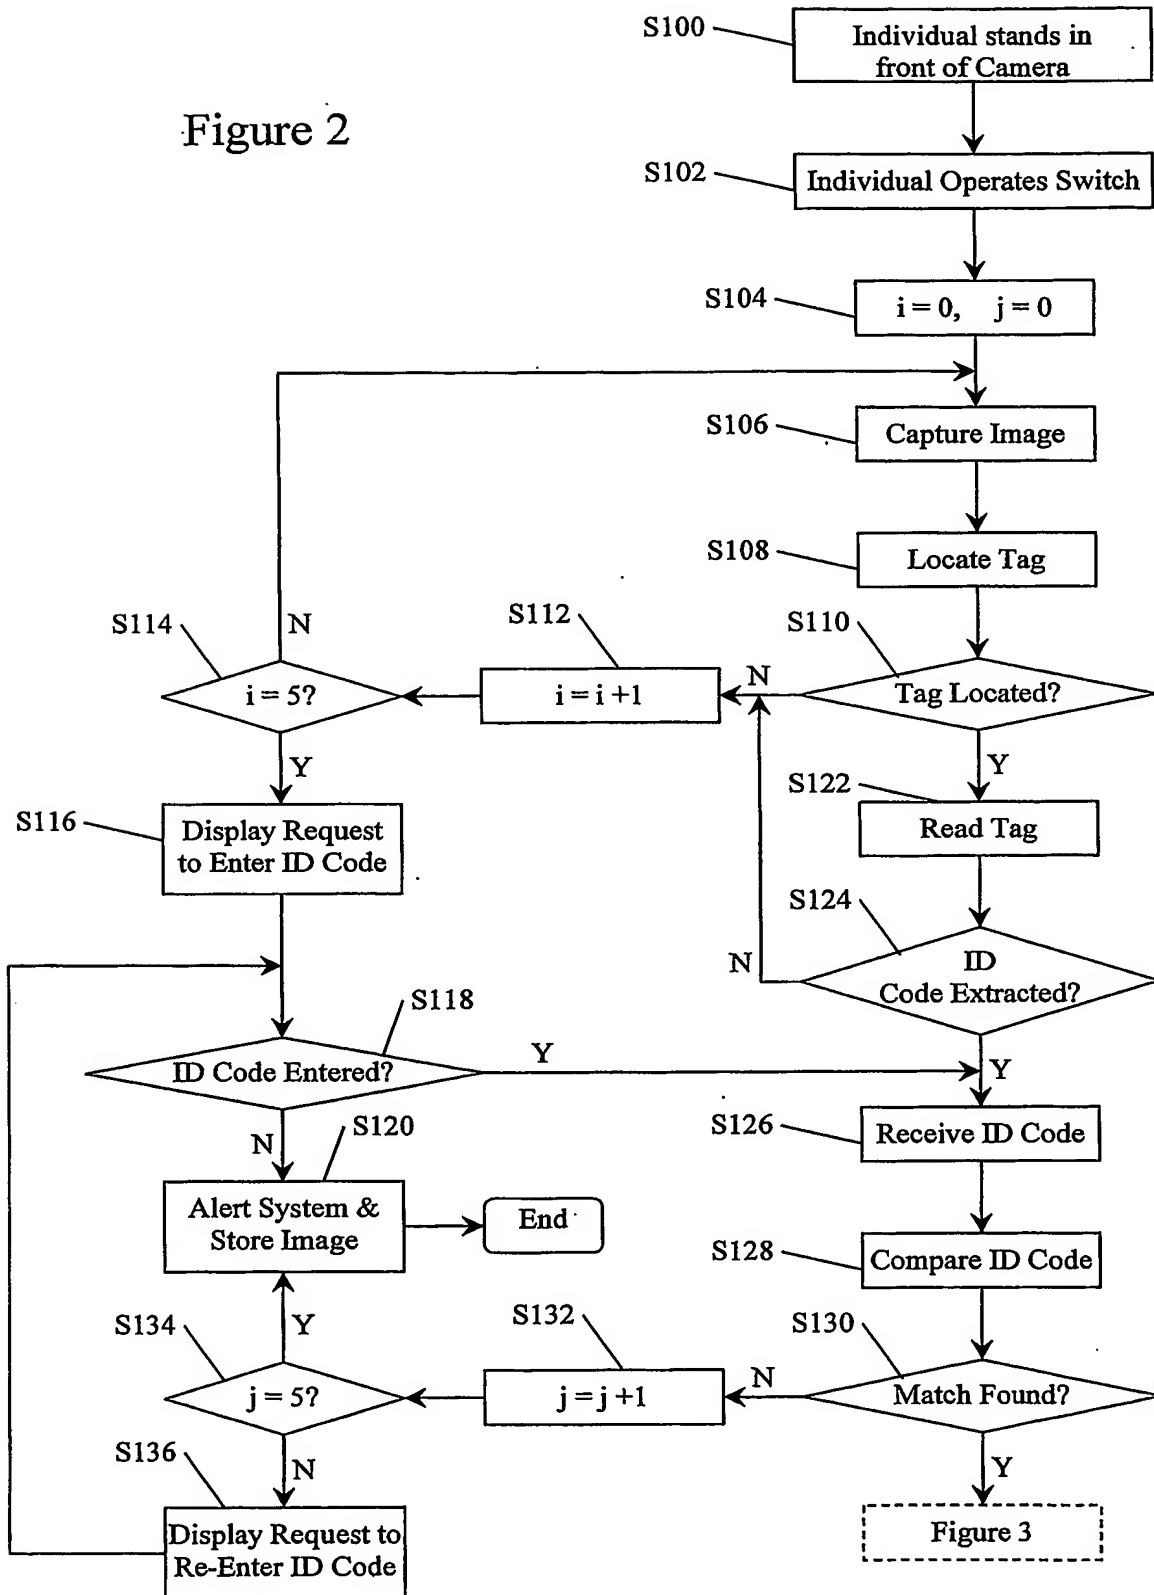 Figure 2
S100
Individual stands in
front of Camera
S102
Individual Operates Switch
S104
i = 0, j = 0
S106
Capture Image
S108
Locate Tag
S110
Tag Located?
N
Y
S112
i = i +1
S114
i = 5?
N
Y
S116
Display Request
to Enter ID Code
S122
Read Tag
S124
ID
Code Extracted?
N
Y
S118
ID Code Entered?
Y
N
S120
Alert System &
Store Image
End
S126
Receive ID Code
S128
Compare ID Code
S130
Match Found?
N
Y
S132
j = j +1
S134
j = 5?
Y
N
S136
Display Request to
Re-Enter ID Code
Figure 3